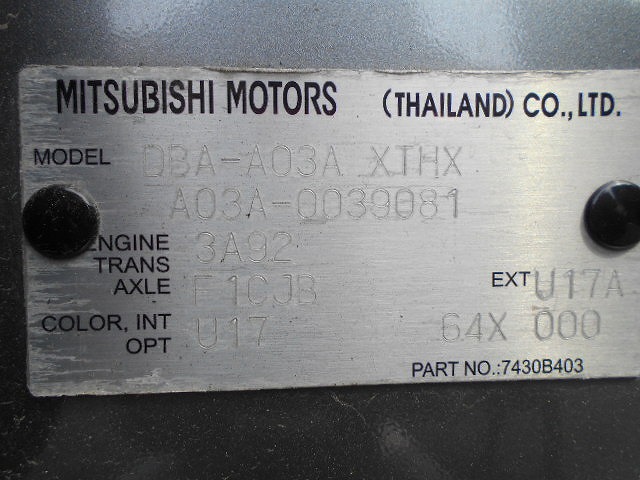 MITSUBISHI MOTORS (THAILAND) CO.,LTD.
MODEL DBA-A03A XTHX
A03A-0039081
ENGINE 3A92
TRANS
AXLE F1CJB EXT U17A
COLOR, INT U17 64X 000
OPT
PART NO.:7430B403